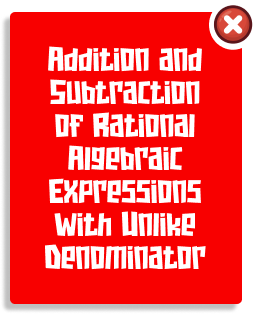 Addition and
Subtraction
of Rational
Algebraic
Expressions
With Unlike
Denominator